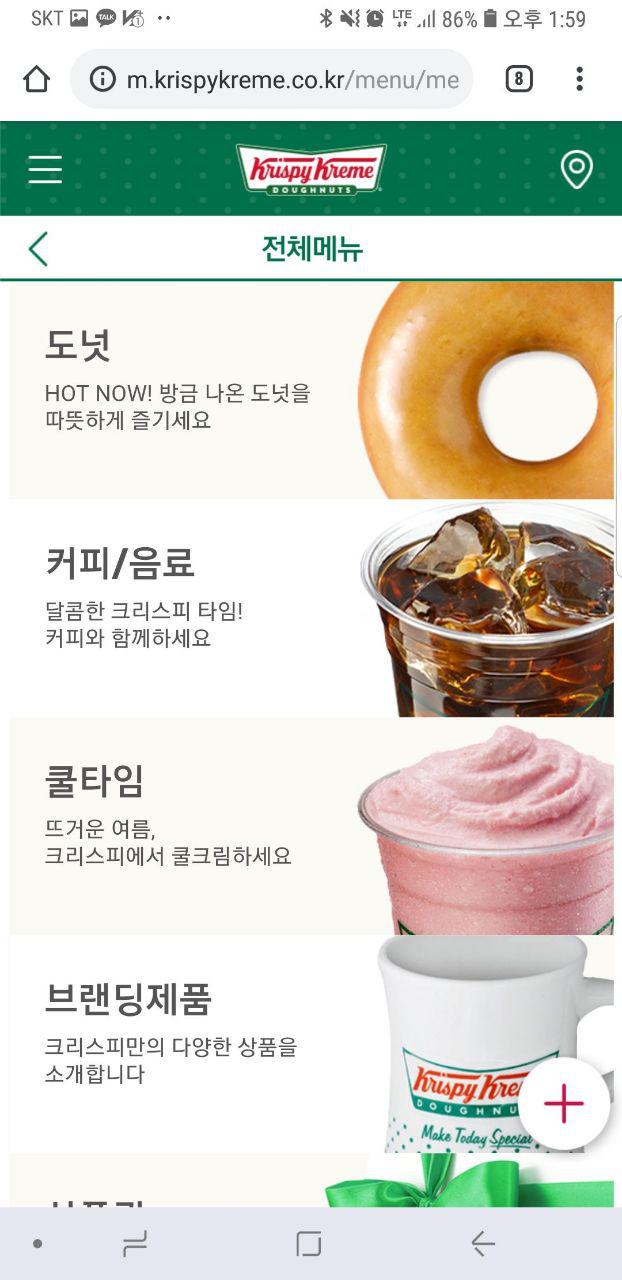 SKT TALK 오후 1:59
LTE 86%
m.krispykreme.co.kr/menu/me
8
Krispy Kreme
DOUGHNUTS
전체메뉴
도넛
HOT NOW! 방금 나온 도넛을
따뜻하게 즐기세요
커피/음료
달콤한 크리스피 타임!
커피와 함께하세요
쿨타임
뜨거운 여름,
크리스피에서 쿨크림하세요
브랜딩제품
크리스피만의 다양한 상품을
소개합니다
Krispy Kre
DOUGHNU
Make Today Special